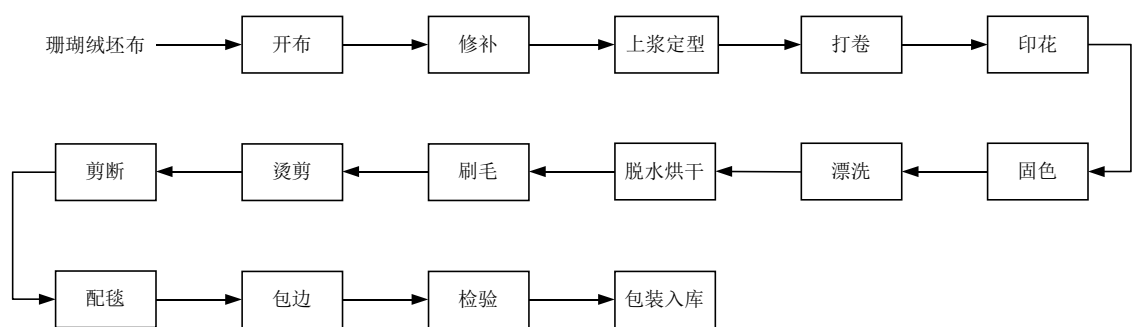 珊瑚绒坯布
开布
修补
上浆定型
打卷
印花
固色
漂洗
脱水烘干
刷毛
烫剪
剪断
配毯
包边
检验
包装入库